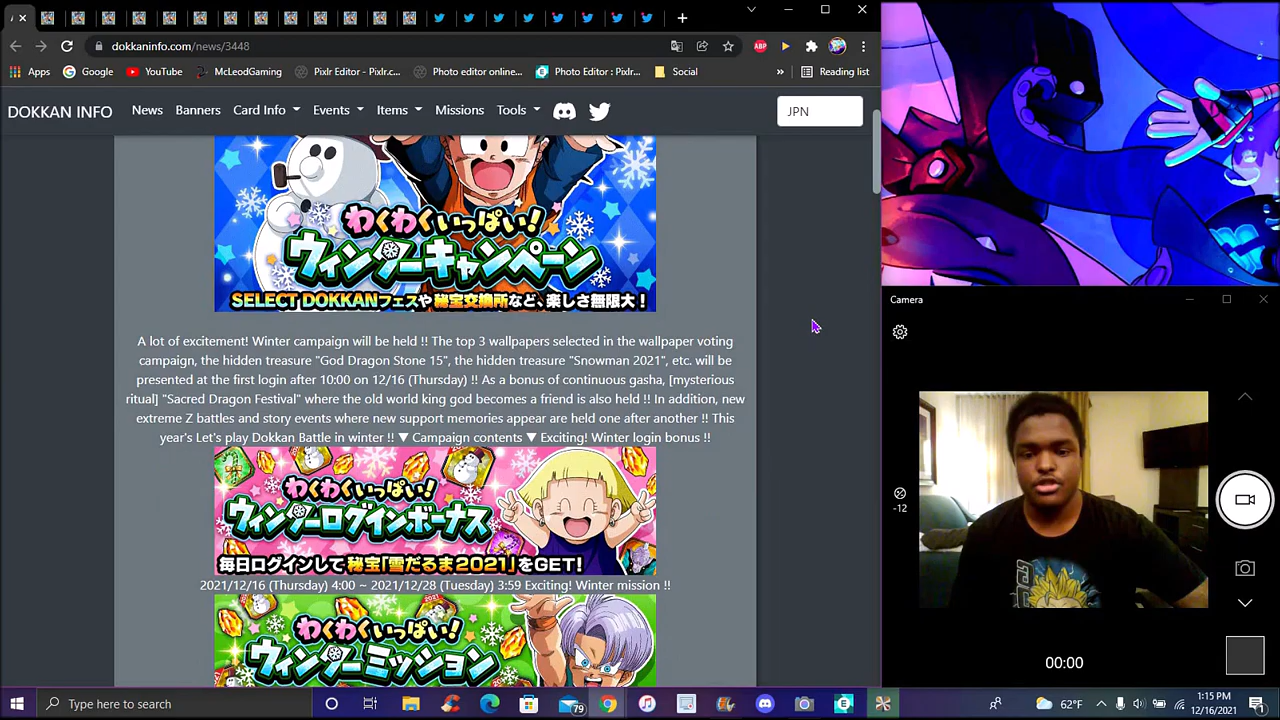 dokkaninfo.com/news/3448
ABP
Apps
Google
YouTube
McLeodGaming
Pixlr Editor - Pixlr.c...
Photo editor online...
Photo Editor : Pixlr...
Social
»
Reading list
DOKKAN INFO
News
Banners
Card Info
Events
Items
Missions
Tools
JPN
わくわくいっぱい!
ウィンターキャンペーン
SELECT DOKKANフェスや秘宝交換所など、楽しさ無限大!
A lot of excitement! Winter campaign will be held !! The top 3 wallpapers selected in the wallpaper voting
campaign, the hidden treasure "God Dragon Stone 15", the hidden treasure "Snowman 2021", etc. will be
presented at the first login after 10:00 on 12/16 (Thursday) !! As a bonus of continuous gasha, [mysterious
ritual] "Sacred Dragon Festival" where the old world king god becomes a friend is also held !! In addition, new
extreme Z battles and story events where new support memories appear are held one after another !! This
year's Let's play Dokkan Battle in winter !! ▼ Campaign contents ▼ Exciting! Winter login bonus !!
わくわくいっぱい!
ウィンターログインボーナス
毎日ログインして秘宝「雪だるま2021」をGET!
2021/12/16 (Thursday) 4:00 ~ 2021/12/28 (Tuesday) 3:59 Exciting! Winter mission !!
わくわくいっぱい!
ウィンターミッション
Camera
-12
00:00
Type here to search
79
62°F
1:15 PM
12/16/2021